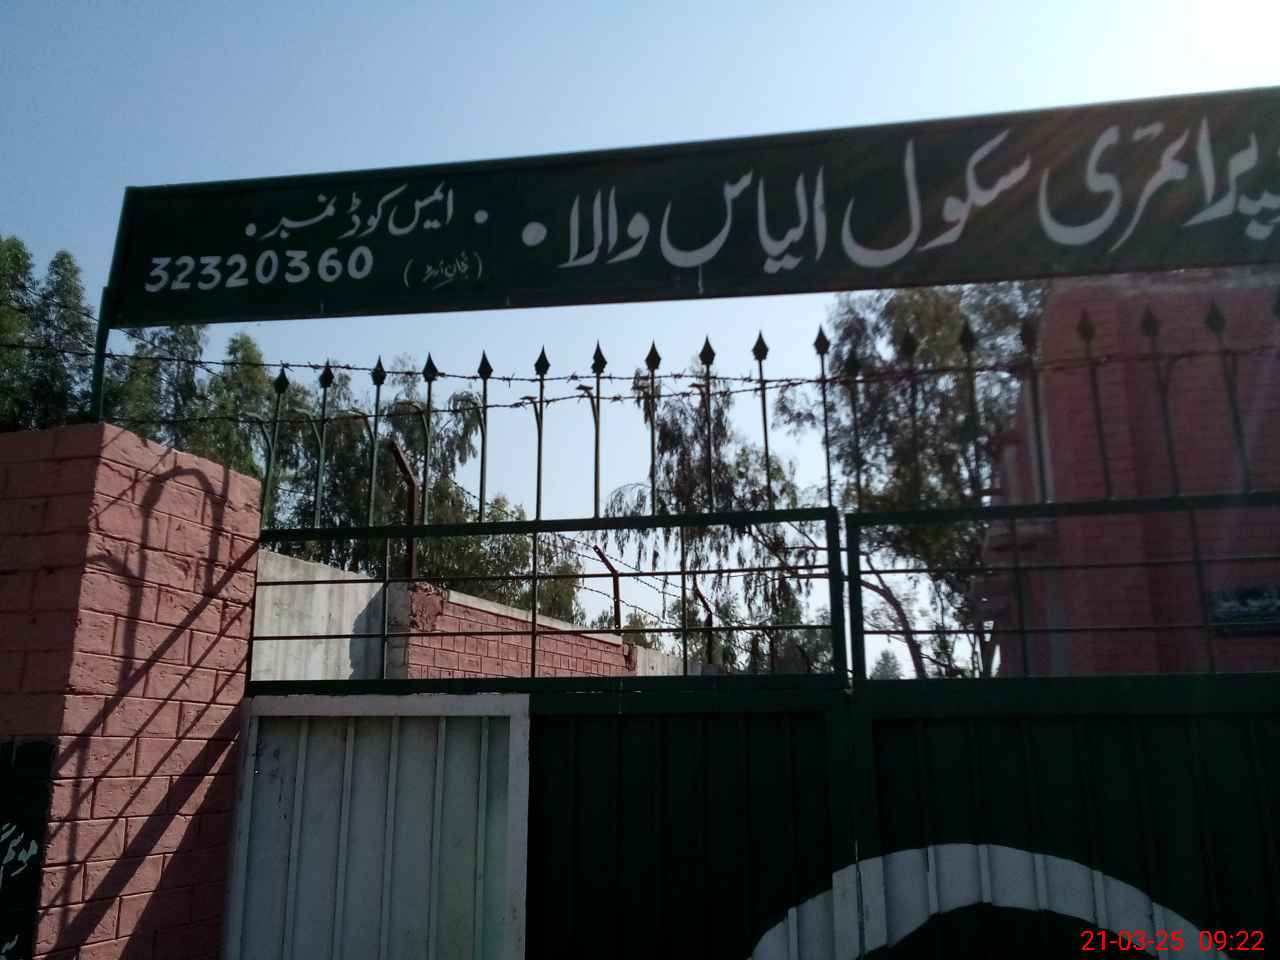 پرائمری سکول الیاس والا ●
● ایمس کوڈ نمبر ●
32320360
21-03-25 09:22